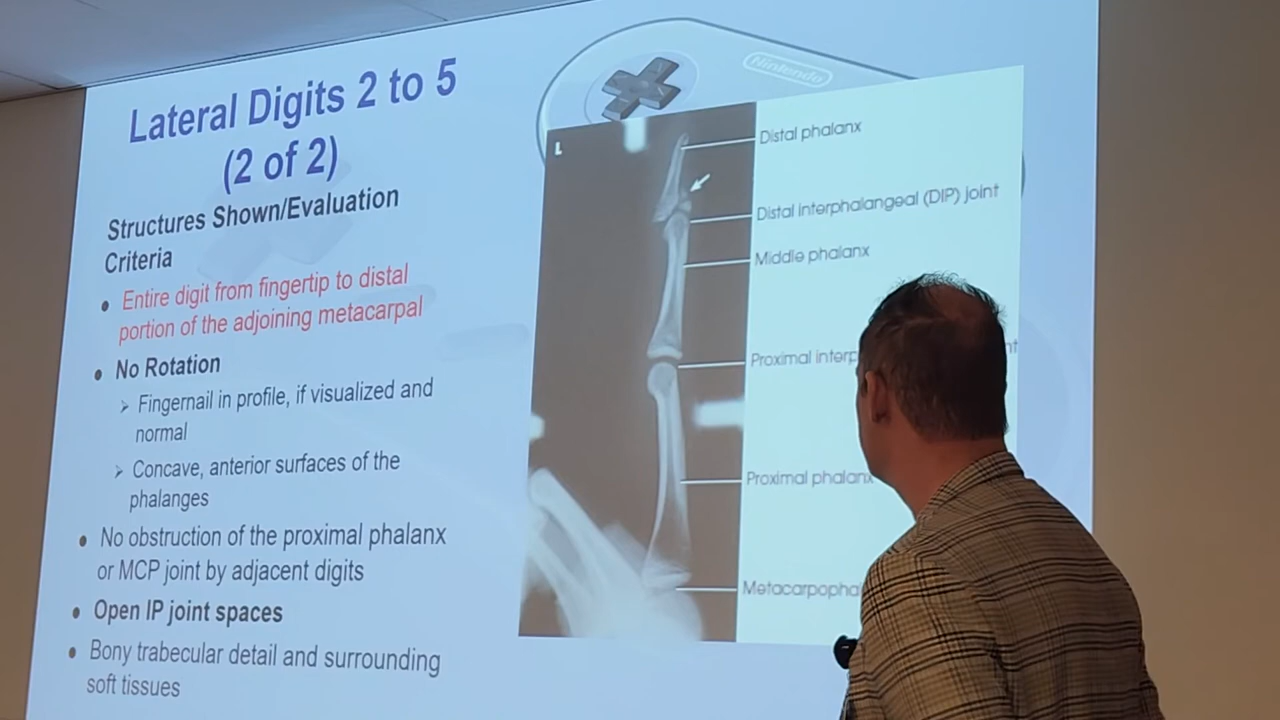 Nintendo
Lateral Digits 2 to 5
(2 of 2)
Structures Shown/Evaluation
Criteria
Entire digit from fingertip to distal
portion of the adjoining metacarpal
No Rotation
Fingernail in profile, if visualized and
normal
Concave, anterior surfaces of the
phalanges
No obstruction of the proximal phalanx
or MCP joint by adjacent digits
Open IP joint spaces
Bony trabecular detail and surrounding
soft tissues
L
Distal phalanx
Distal interphalangeal (DIP) joint
Middle phalanx
Proximal
Proximal phalanx